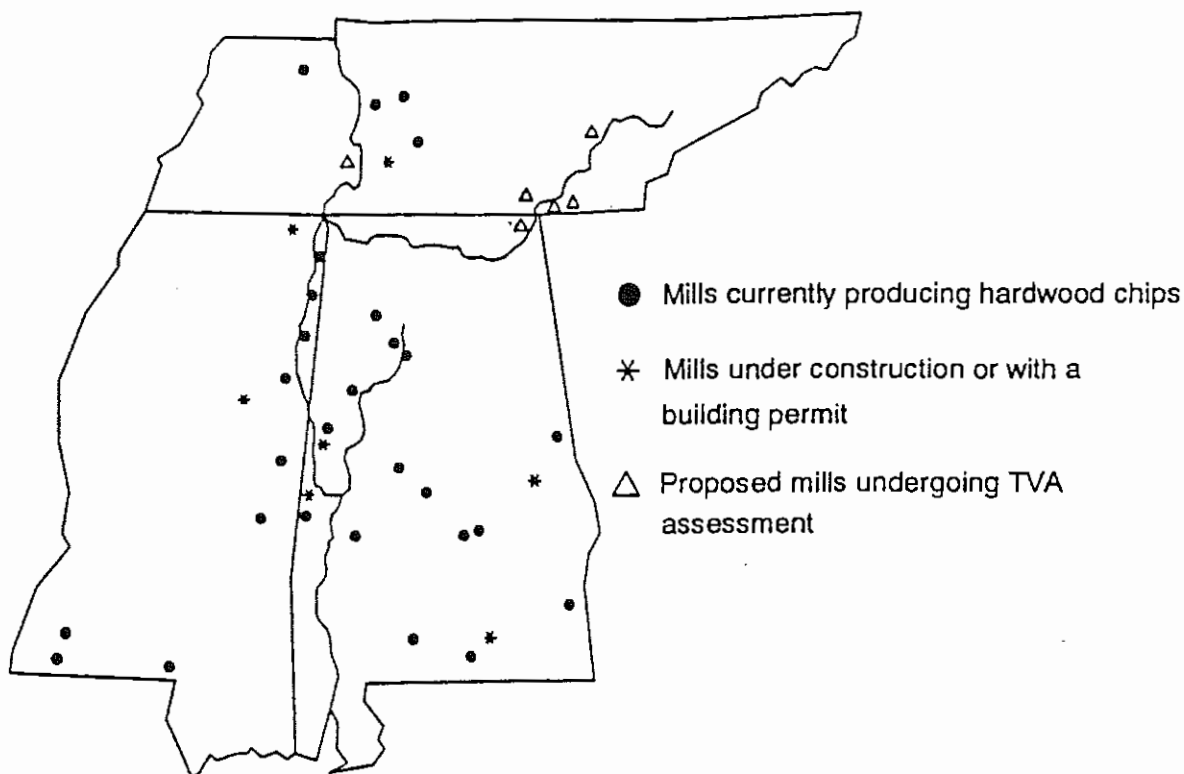 Mills currently producing hardwood chips
Mills under construction or with a
building permit
Proposed mills undergoing TVA
assessment